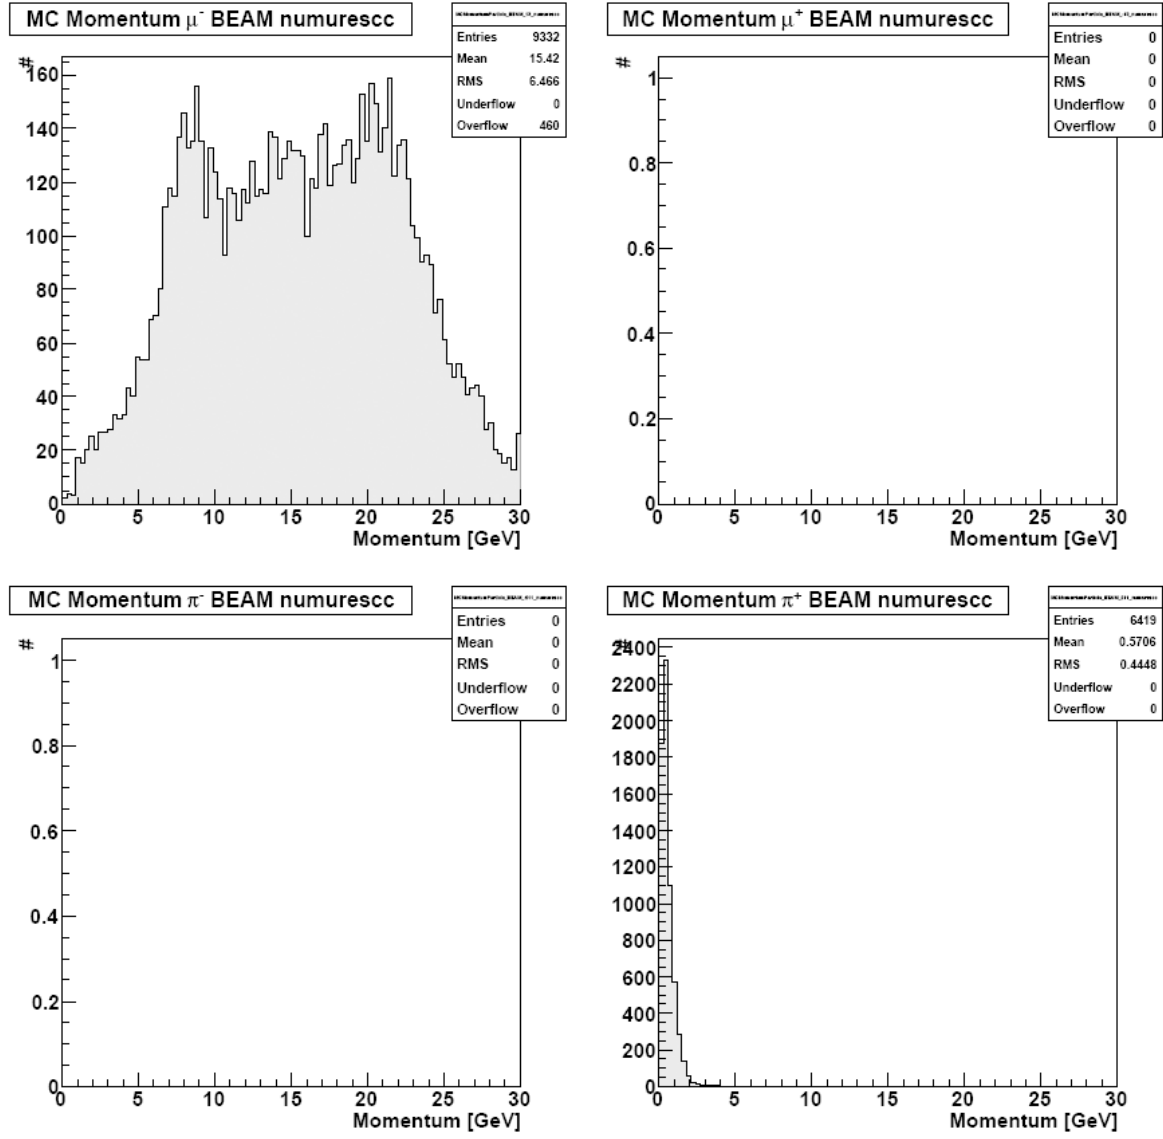 MC Momentum μ⁻ BEAM numurescc
Entries 9332
Mean 15.42
RMS 6.466
Underflow 0
Overflow 460
#
160
140
120
100
80
60
40
20
0
0 5 10 15 20 25 30
Momentum [GeV]
MC Momentum μ⁺ BEAM numurescc
Entries 0
Mean 0
RMS 0
Underflow 0
Overflow 0
#
1
0.8
0.6
0.4
0.2
0
0 5 10 15 20 25 30
Momentum [GeV]
MC Momentum π⁻ BEAM numurescc
Entries 0
Mean 0
RMS 0
Underflow 0
Overflow 0
#
1
0.8
0.6
0.4
0.2
0
0 5 10 15 20 25 30
Momentum [GeV]
MC Momentum π⁺ BEAM numurescc
Entries 6419
Mean 0.5706
RMS 0.4448
Underflow 0
Overflow 0
#
2400
2200
2000
1800
1600
1400
1200
1000
800
600
400
200
0
0 5 10 15 20 25 30
Momentum [GeV]